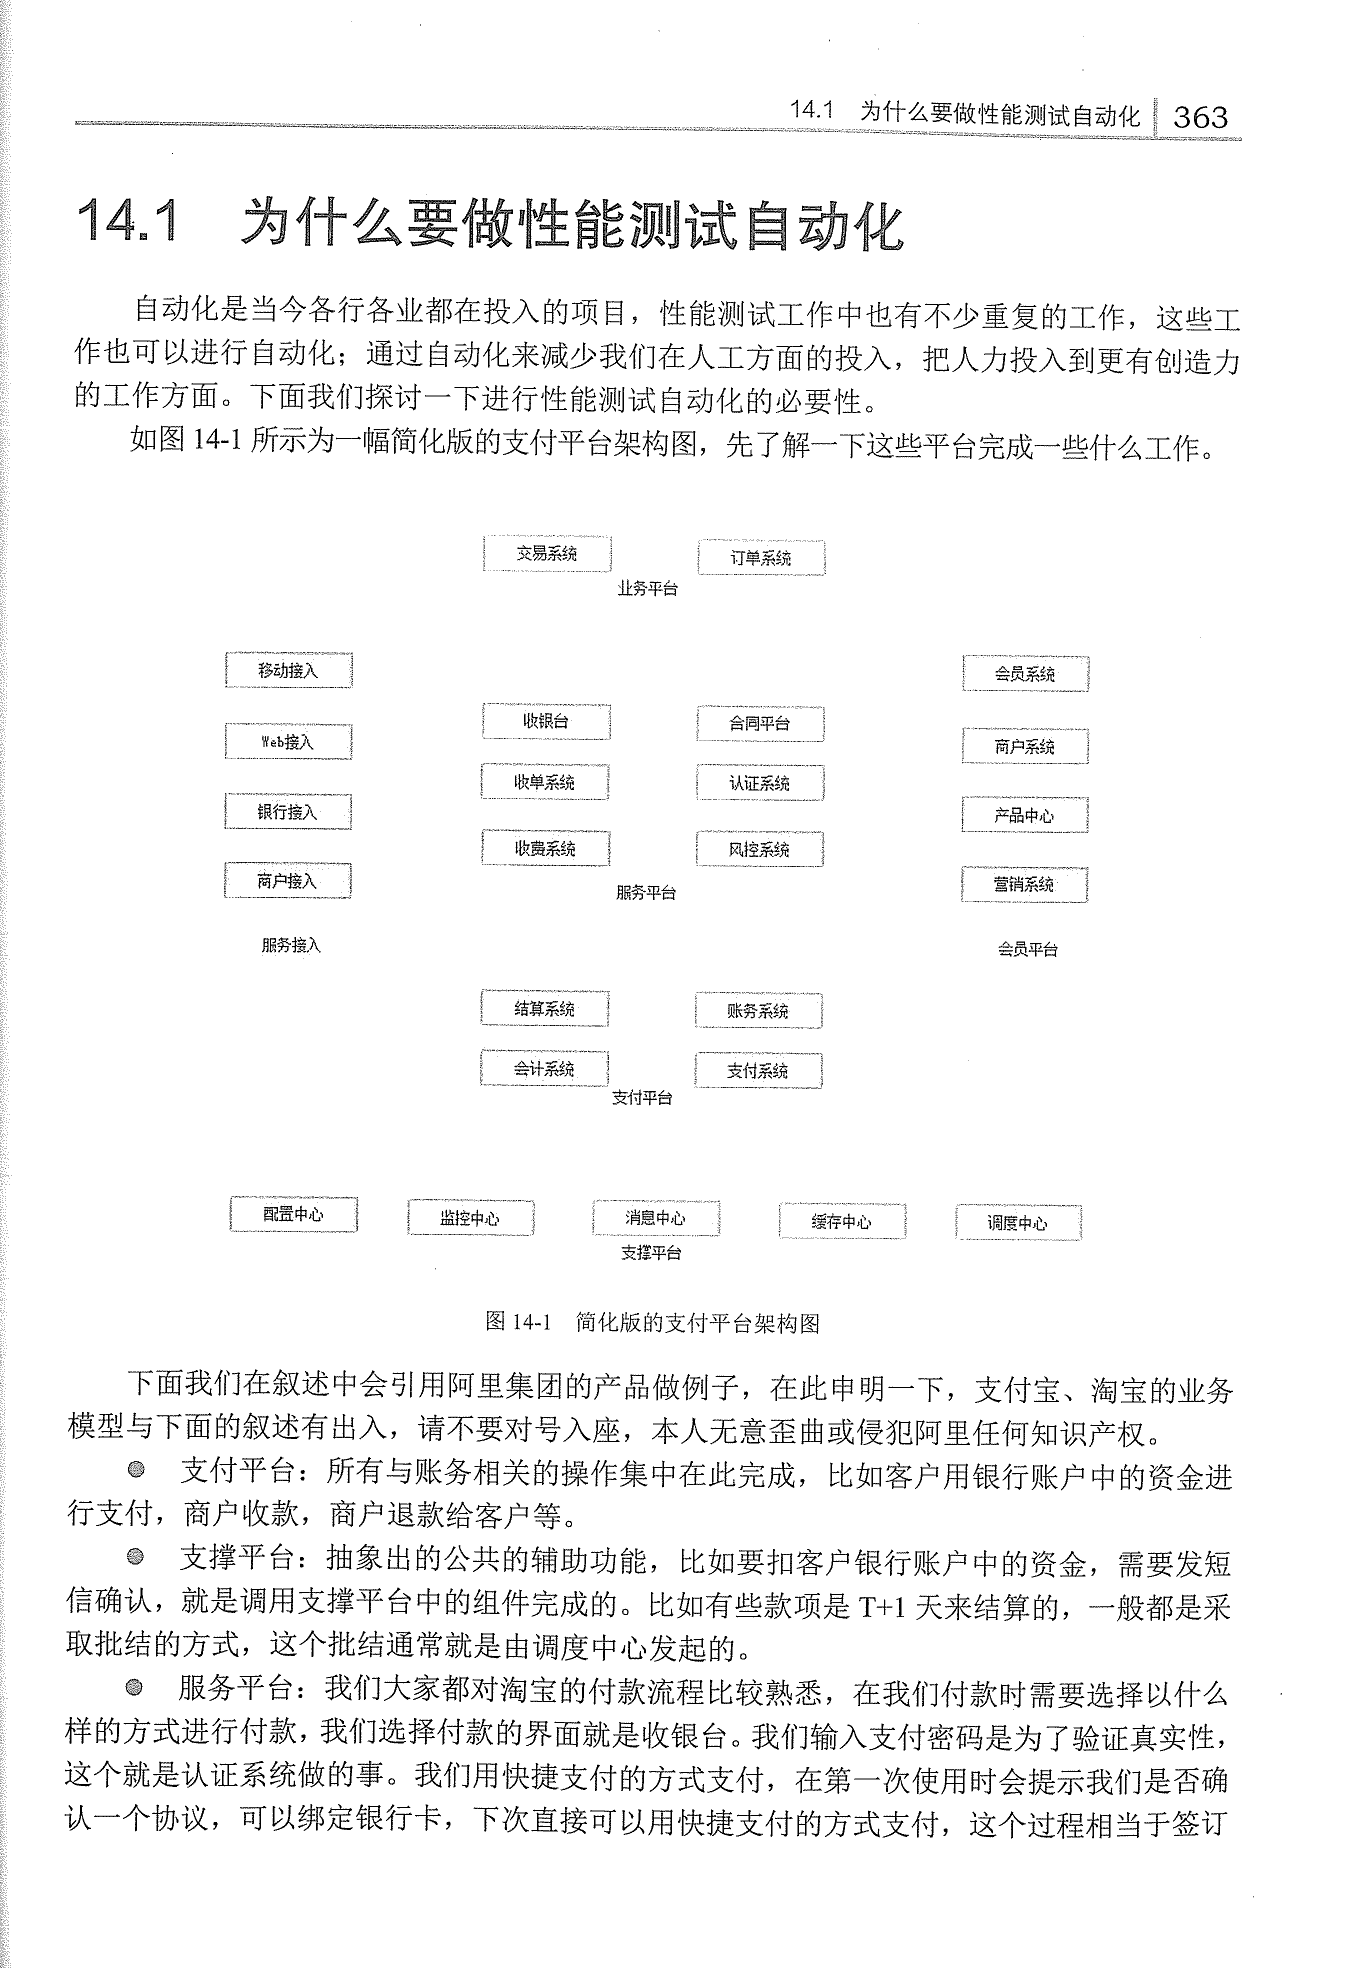 14.1 为什么要做性能测试自动化 363
14.1 为什么要做性能测试自动化
自动化是当今各行各业都在投入的项目，性能测试工作中也有不少重复的工作，这些工
作也可以进行自动化；通过自动化来减少我们在人工方面的投入，把人力投入到更有创造力
的工作方面。下面我们探讨一下进行性能测试自动化的必要性。
如图 14-1 所示为一幅简化版的支付平台架构图，先了解一下这些平台完成一些什么工作。
交易系统 订单系统
业务平台
移动接入
Web接入
银行接入
商户接入
服务接入
收银台 合同平台
收单系统 认证系统
收费系统 风控系统
服务平台
会员系统
商户系统
产品中心
营销系统
会员平台
结算系统 账务系统
会计系统 支付系统
支付平台
配置中心 监控中心 消息中心 缓存中心 调度中心
支撑平台
图 14-1 简化版的支付平台架构图
下面我们在叙述中会引用阿里集团的产品做例子，在此申明一下，支付宝、淘宝的业务
模型与下面的叙述有出入，请不要对号入座，本人无意歪曲或侵犯阿里任何知识产权。
● 支付平台：所有与账务相关的操作集中在此完成，比如客户用银行账户中的资金进
行支付，商户收款，商户退款给客户等。
● 支撑平台：抽象出的公共的辅助功能，比如要扣客户银行账户中的资金，需要发短
信确认，就是调用支撑平台中的组件完成的。比如有些款项是 T+1 天来结算的，一般都是采
取批结的方式，这个批结通常就是由调度中心发起的。
● 服务平台：我们大家都对淘宝的付款流程比较熟悉，在我们付款时需要选择以什么
样的方式进行付款，我们选择付款的界面就是收银台。我们输入支付密码是为了验证真实性，
这个就是认证系统做的事。我们用快捷支付的方式支付，在第一次使用时会提示我们是否确
认一个协议，可以绑定银行卡，下次直接可以用快捷支付的方式支付，这个过程相当于签订